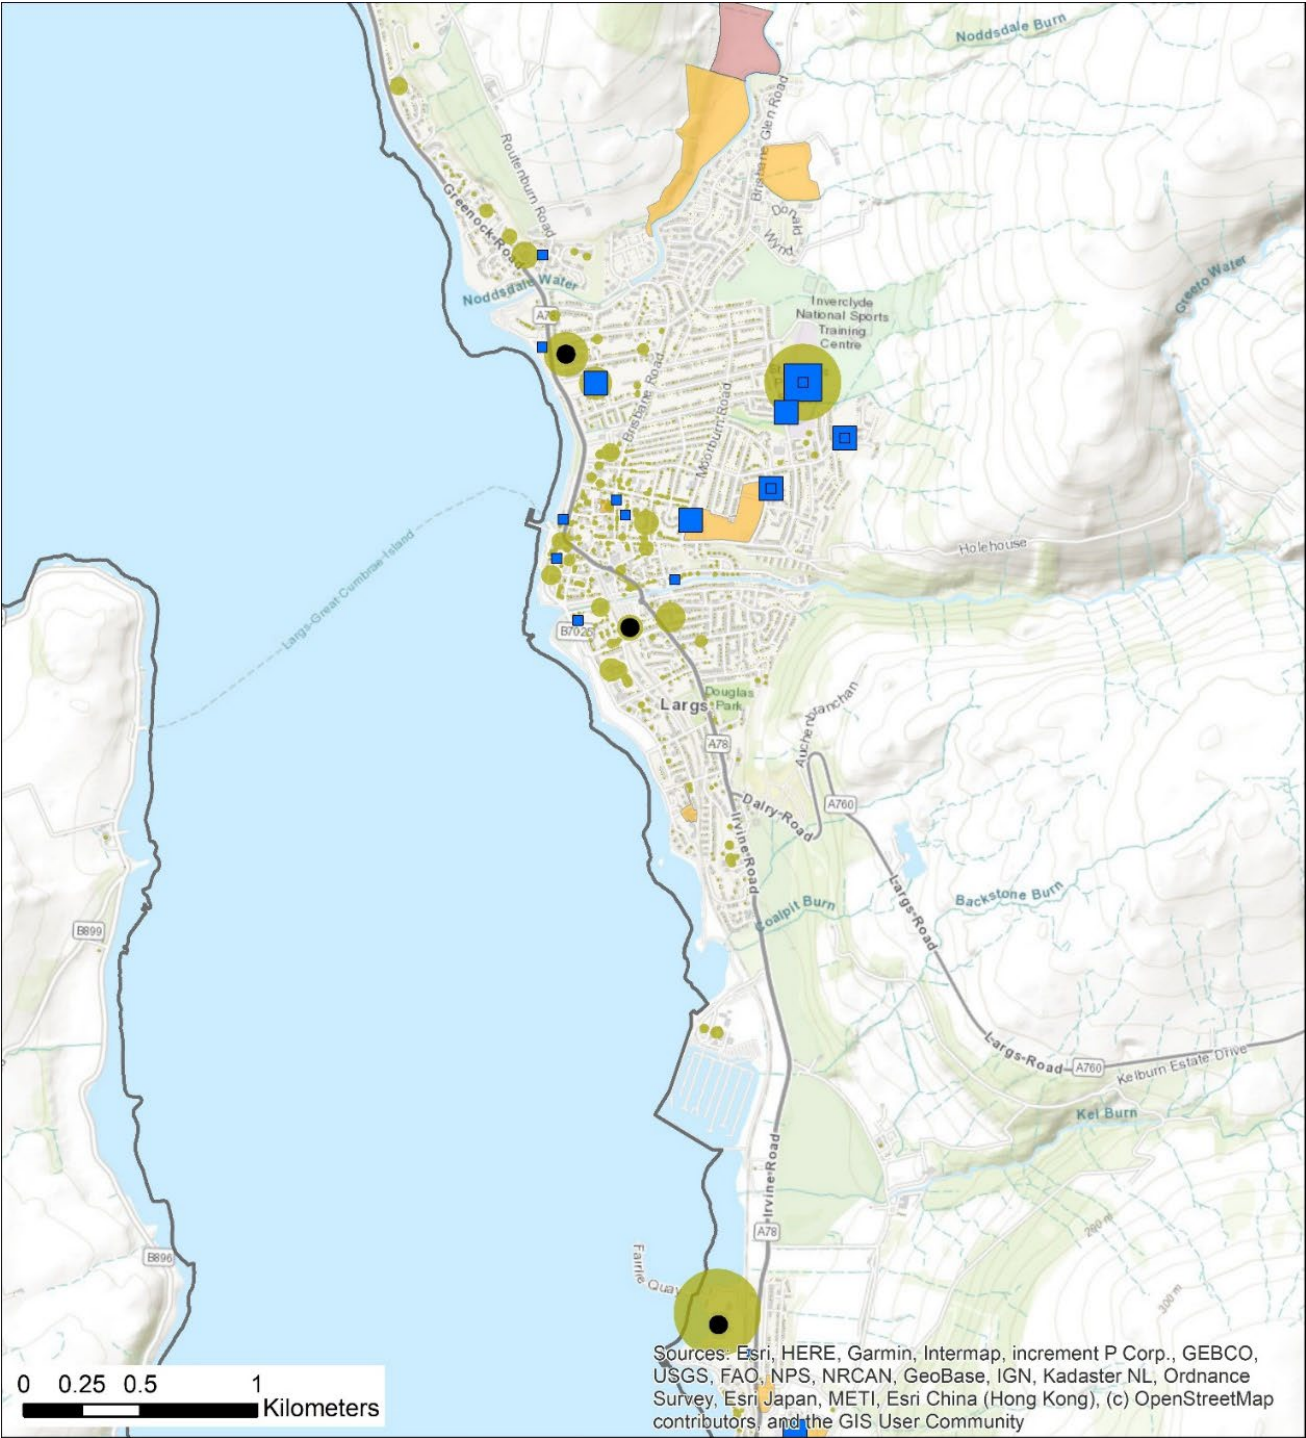 Noddsdale Burn
Brisbane Glen Road
Routenburn Road
Greenock-Road
Donald
Wynd
Noddsdale Water
Greeto Water
A78
Inverclyde
National Sports
Training
Centre
Brisbane Road
Moorburn Road
Holehouse
Largs-Great Cumbrae-Island
B7025
Douglas
Park
Largs
Auchenblanchan
A78
A760
Dalry-Road
Irvine-Road
Largs-Road
Backstone Burn
Coalpit Burn
B899
Largs-Road
A760
Kelburn Estate Drive
Kel Burn
Irvine-Road
200 m
A78
B896
Fairlie Quay
300 m
Sources: Esri, HERE, Garmin, Intermap, increment P Corp., GEBCO,
USGS, FAO, NPS, NRCAN, GeoBase, IGN, Kadaster NL, Ordnance
Survey, Esri Japan, METI, Esri China (Hong Kong), (c) OpenStreetMap
contributors, and the GIS User Community
0 0.25 0.5 1
Kilometers